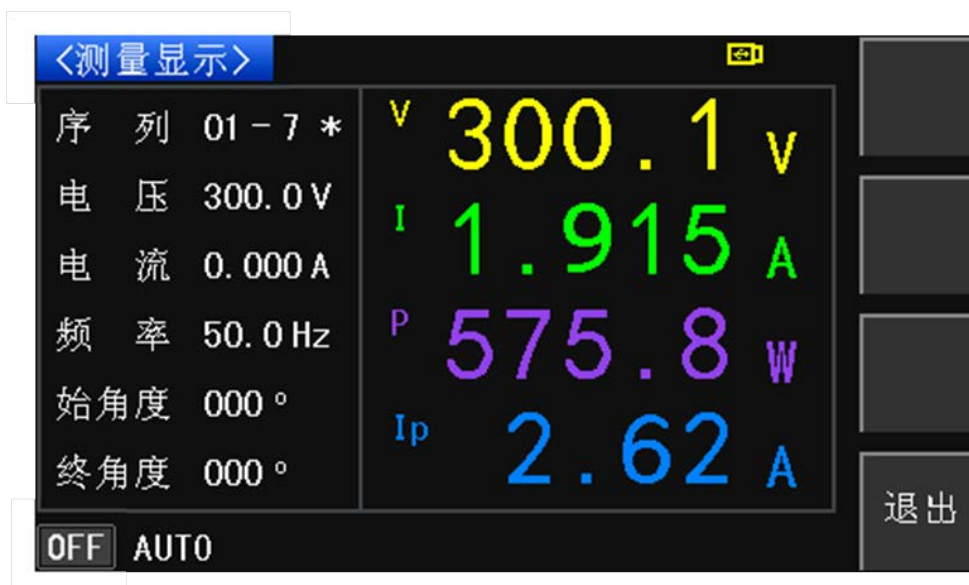 <测量显示>
序 列 01-7 *
电 压 300.0V
电 流 0.000A
频 率 50.0Hz
始角度 000°
终角度 000°
V 300.1 V
I 1.915 A
P 575.8 W
Ip 2.62 A
退出
OFF AUTO